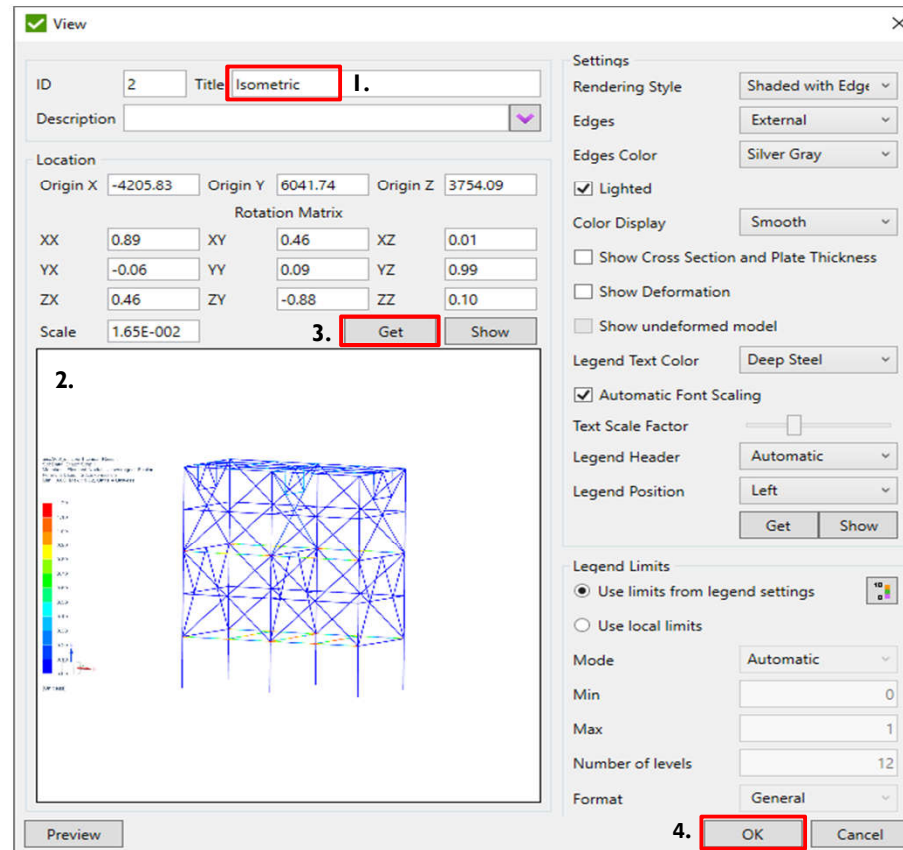 View
ID 2 Title Isometric 1.
Description
Location
Origin X -4205.83 Origin Y 6041.74 Origin Z 3754.09
Rotation Matrix
XX 0.89 XY 0.46 XZ 0.01
YX -0.06 YY 0.09 YZ 0.99
ZX 0.46 ZY -0.88 ZZ 0.10
Scale 1.65E-002 3. Get Show
2.
Settings
Rendering Style Shaded with Edge
Edges External
Edges Color Silver Gray
Lighted
Color Display Smooth
Show Cross Section and Plate Thickness
Show Deformation
Show undeformed model
Legend Text Color Deep Steel
Automatic Font Scaling
Text Scale Factor
Legend Header Automatic
Legend Position Left
Get Show
Legend Limits
Use limits from legend settings
Use local limits
Mode Automatic
Min 0
Max 1
Number of levels 12
Format General
Preview 4. OK Cancel